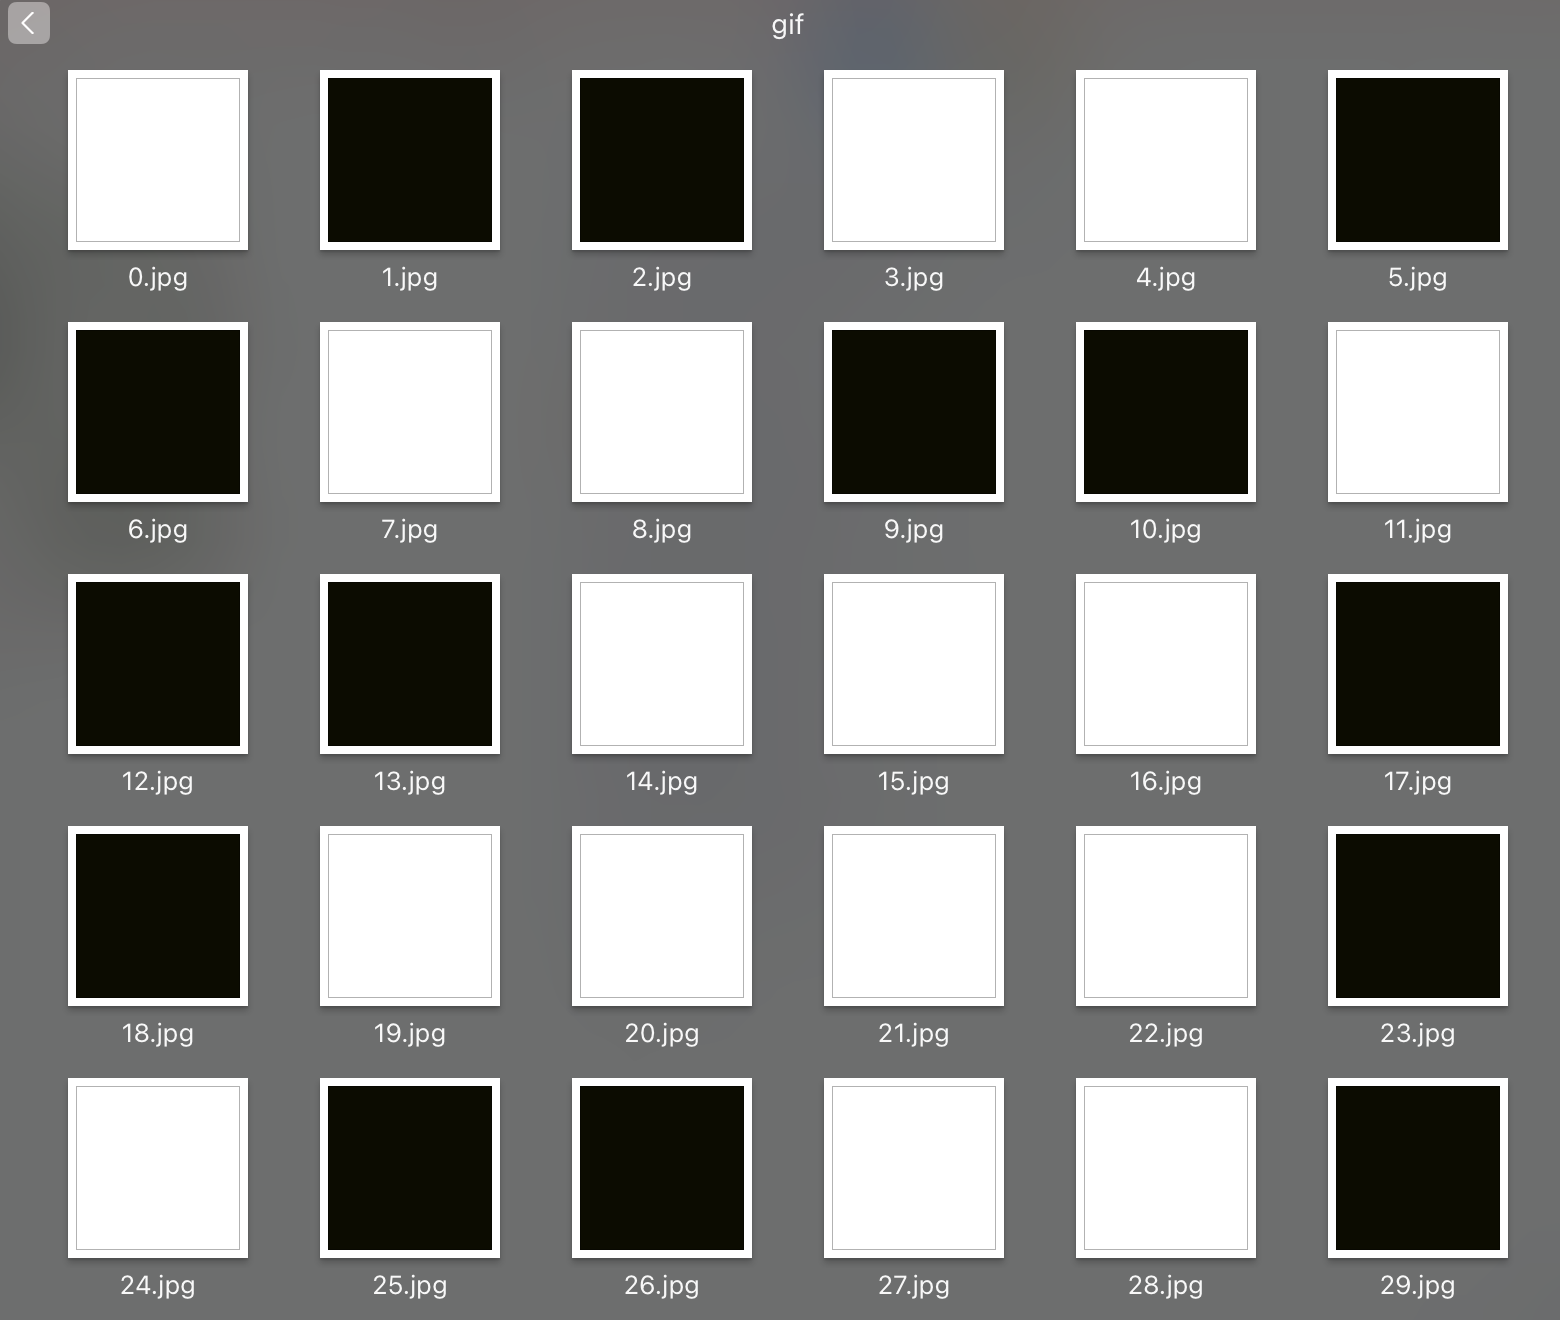 gif
0.jpg 1.jpg 2.jpg 3.jpg 4.jpg 5.jpg
6.jpg 7.jpg 8.jpg 9.jpg 10.jpg 11.jpg
12.jpg 13.jpg 14.jpg 15.jpg 16.jpg 17.jpg
18.jpg 19.jpg 20.jpg 21.jpg 22.jpg 23.jpg
24.jpg 25.jpg 26.jpg 27.jpg 28.jpg 29.jpg